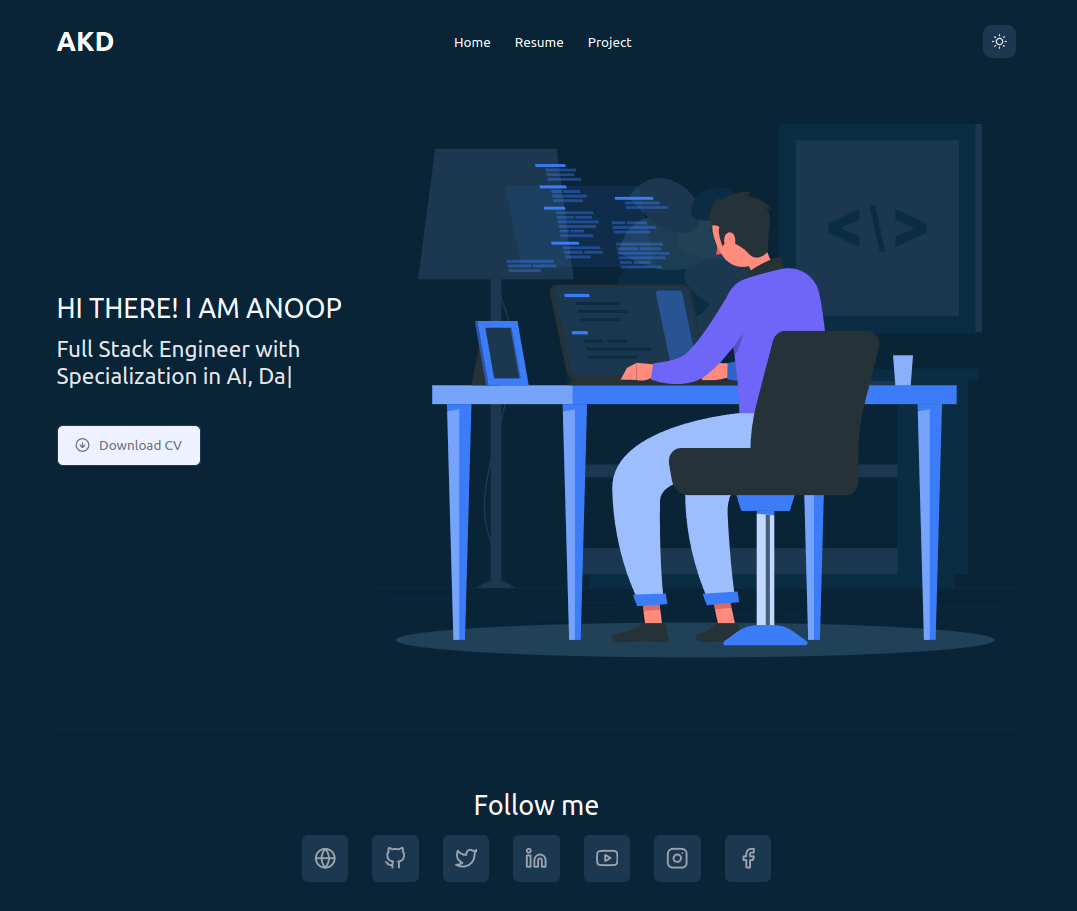 AKD
Home Resume Project
<\>
HI THERE! I AM ANOOP
Full Stack Engineer with
Specialization in AI, Da|
Download CV
Follow me